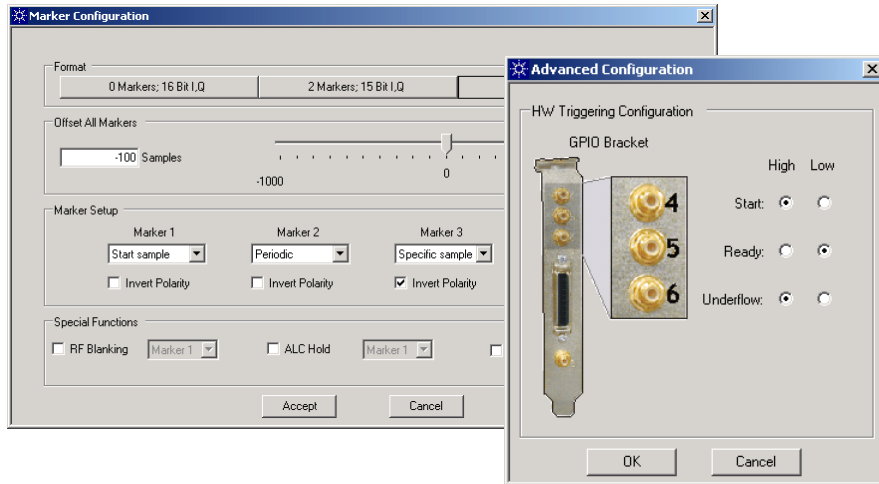 Marker Configuration
Format
0 Markers; 16 Bit I,Q
2 Markers; 15 Bit I,Q
Offset All Markers
-100 Samples
-1000
0
Marker Setup
Marker 1
Marker 2
Marker 3
Start sample
Periodic
Specific sample
Invert Polarity
Invert Polarity
Invert Polarity
Special Functions
RF Blanking
Marker 1
ALC Hold
Marker 1
Accept
Cancel
Advanced Configuration
HW Triggering Configuration
GPIO Bracket
High Low
4
Start:
5
Ready:
6
Underflow:
OK
Cancel